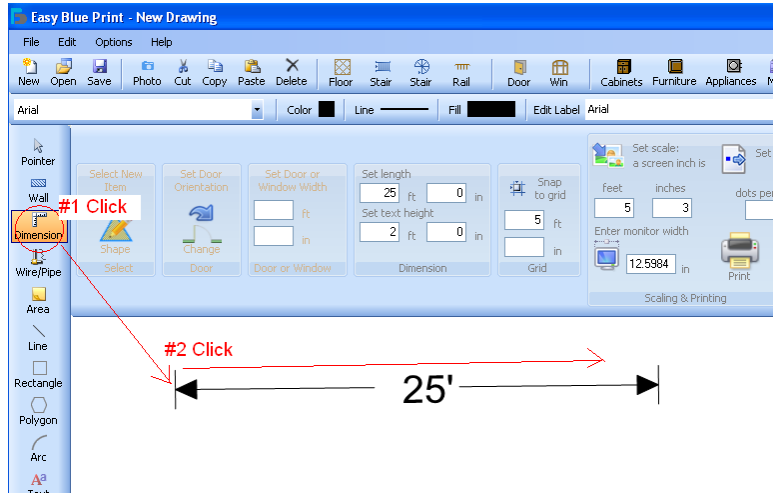 Easy Blue Print - New Drawing
File Edit Options Help
New Open Save Photo Cut Copy Paste Delete Floor Stair Stair Rail Door Win Cabinets Furniture Appliances
Arial Color Line Fill Edit Label Arial
Pointer
Wall
Dimension
Wire/Pipe
Area
Line
Rectangle
Polygon
Arc
Text
#1 Click
Select New
Item
Shape
Select
Set Door
Orientation
Change
Door
Set Door or
Window Width
ft
in
Door or Window
Set length
25 ft 0 in
Set text height
2 ft 0 in
Dimension
Snap
to grid
5 ft
in
Grid
Set scale:
a screen inch is
feet inches
5 3
Enter monitor width
12.5984 in
Set
dots per
Print
Scaling & Printing
#2 Click
25'